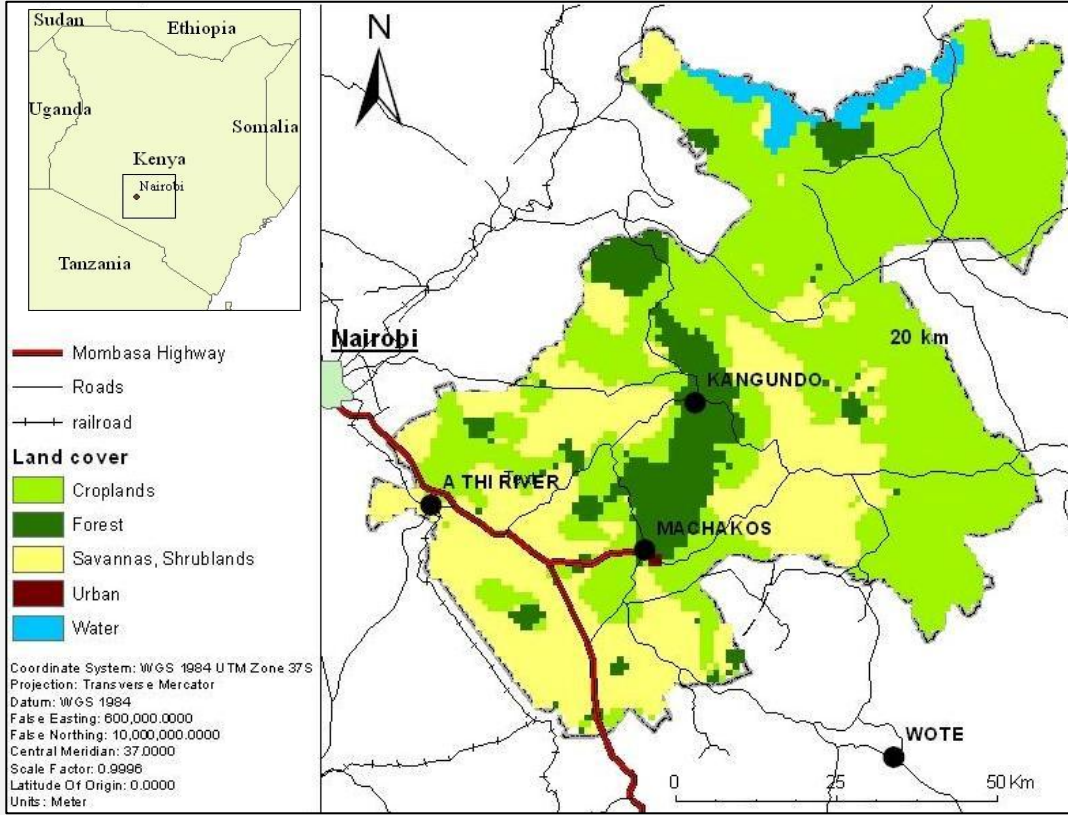 Sudan
Ethiopia
Uganda
Somalia
Kenya
Nairobi
Tanzania
N
Mombasa Highway
Roads
railroad
Land cover
Croplands
Forest
Savannas, Shrublands
Urban
Water
Coordinate System: WGS 1984 UTM Zone 37S
Projection: Transverse Mercator
Datum: WGS 1984
False Easting: 600,000.0000
False Northing: 10,000,000.0000
Central Meridian: 37.0000
Scale Factor: 0.9996
Latitude Of Origin: 0.0000
Units: Meter
Nairobi
20 km
KANGUNDO
A THI RIVER
MACHAKOS
WOTE
0 25 50 Km